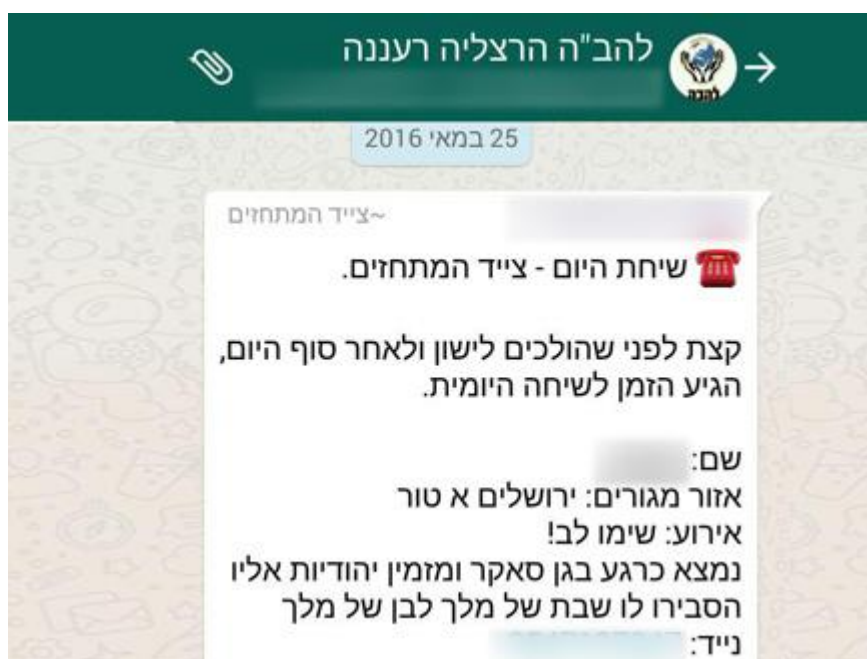 להב"ה הרצליה רעננה
להבה
25 במאי 2016
~צייד המתחזים
שיחת היום - צייד המתחזים.
קצת לפני שהולכים לישון ולאחר סוף היום,
הגיע הזמן לשיחה היומית.
שם:
אזור מגורים: ירושלים א טור
אירוע: שימו לב!
נמצא כרגע בגן סאקר ומזמין יהודיות אליו
הסבירו לו שבת של מלך לבן של מלך
נייד: